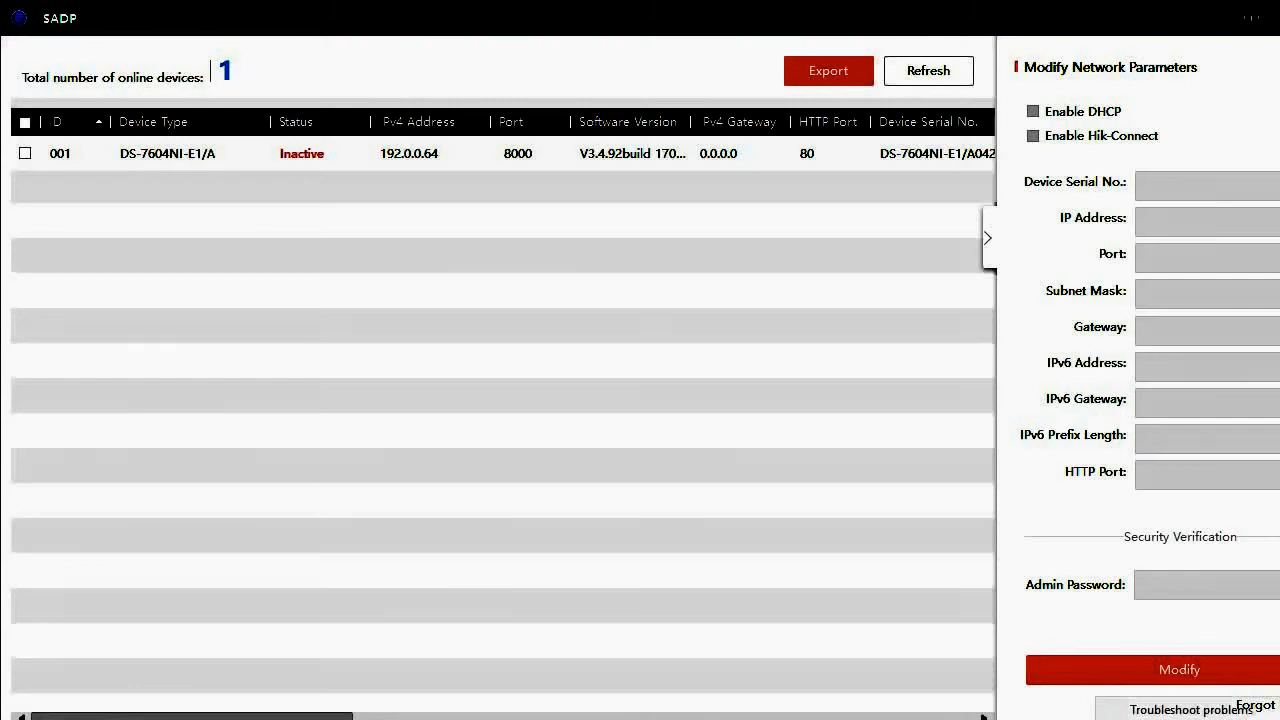 SADP
Total number of online devices: 1
Export
Refresh
D Device Type Status Pv4 Address Port Software Version Pv4 Gateway HTTP Port Device Serial No.
001 DS-7604NI-E1/A Inactive 192.0.0.64 8000 V3.4.92build 170... 0.0.0.0 80 DS-7604NI-E1/A042
Modify Network Parameters
Enable DHCP
Enable Hik-Connect
Device Serial No.:
IP Address:
Port:
Subnet Mask:
Gateway:
IPv6 Address:
IPv6 Gateway:
IPv6 Prefix Length:
HTTP Port:
Security Verification
Admin Password:
Modify
Forgot
Troubleshoot problems